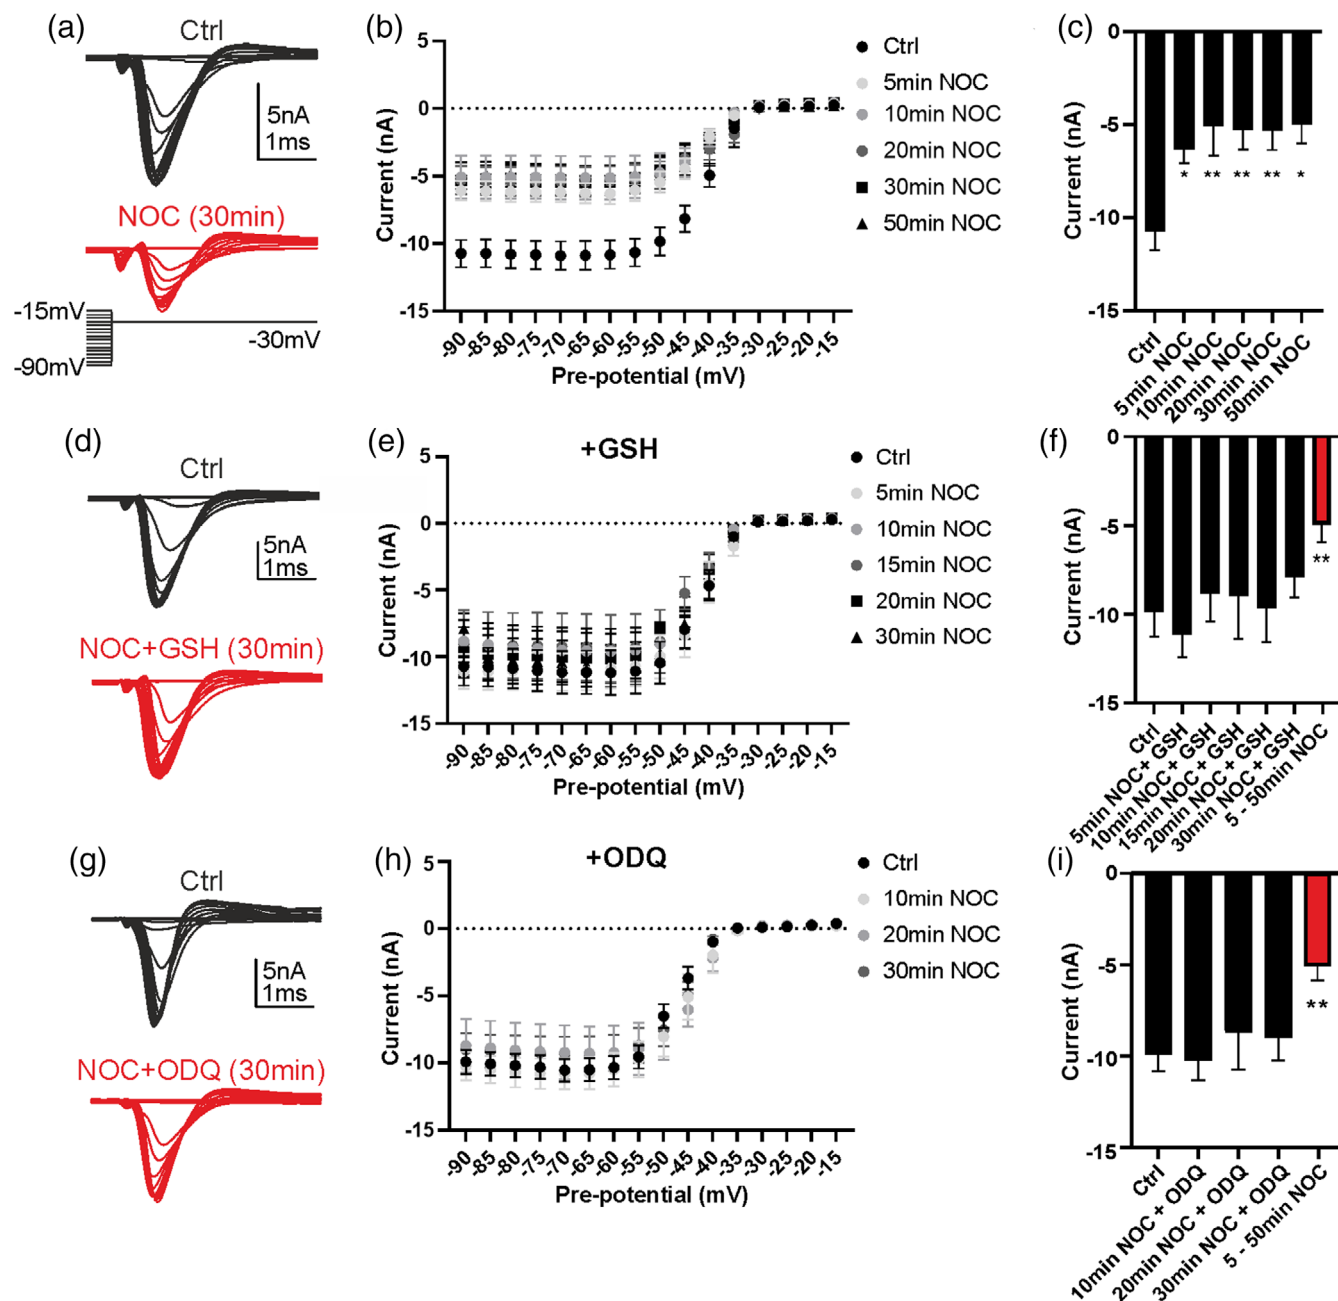 (a)
Ctrl
5nA
1ms
NOC (30min)
-15mV
-90mV
-30mV
(b)
5
0
-5
-10
-15
Current (nA)
-90
-85
-80
-75
-70
-65
-60
-55
-50
-45
-40
-35
-30
-25
-20
-15
Pre-potential (mV)
Ctrl
5min NOC
10min NOC
20min NOC
30min NOC
50min NOC
(c)
0
-5
-10
-15
Current (nA)
*
**
**
**
*
Ctrl
5min NOC
10min NOC
20min NOC
30min NOC
50min NOC
(d)
Ctrl
5nA
1ms
NOC+GSH (30min)
(e)
+GSH
5
0
-5
-10
-15
Current (nA)
-90
-85
-80
-75
-70
-65
-60
-55
-50
-45
-40
-35
-30
-25
-20
-15
Pre-potential (mV)
Ctrl
5min NOC
10min NOC
15min NOC
20min NOC
30min NOC
(f)
0
-5
-10
-15
Current (nA)
**
Ctrl
5min NOC + GSH
10min NOC + GSH
15min NOC + GSH
20min NOC + GSH
30min NOC + GSH
5 - 50min NOC
(g)
Ctrl
5nA
1ms
NOC+ODQ (30min)
(h)
+ODQ
5
0
-5
-10
-15
Current (nA)
-90
-85
-80
-75
-70
-65
-60
-55
-50
-45
-40
-35
-30
-25
-20
-15
Pre-potential (mV)
Ctrl
10min NOC
20min NOC
30min NOC
(i)
0
-5
-10
-15
Current (nA)
**
Ctrl
10min NOC + ODQ
20min NOC + ODQ
30min NOC + ODQ
5 - 50min NOC